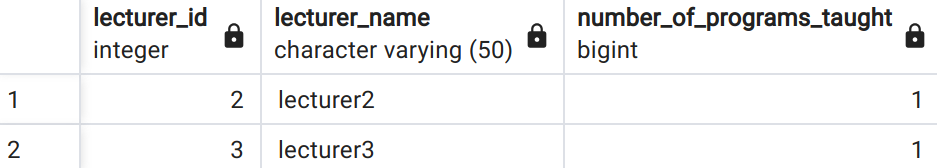 lecturer_id lecturer_name number_of_programs_taught
integer character varying (50) bigint
1 2 lecturer2 1
2 3 lecturer3 1